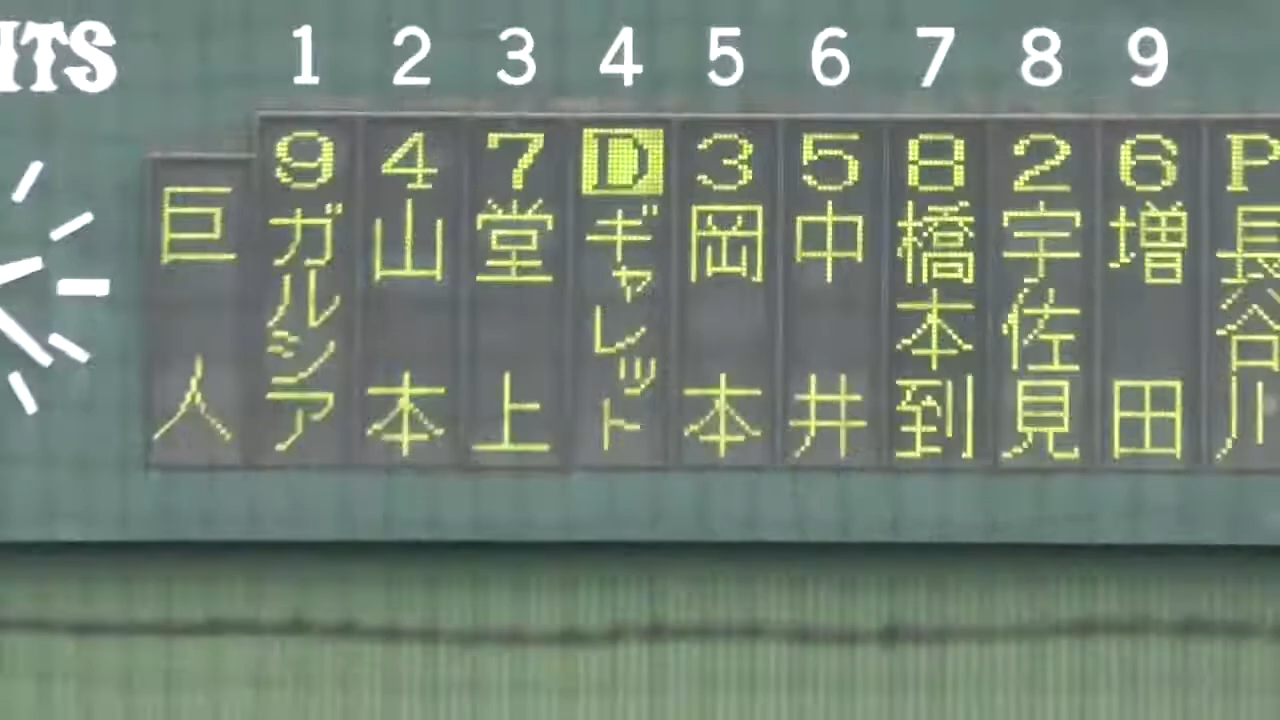 HTS
1 2 3 4 5 6 7 8 9
9 4 7 D 3 5 8 2 6 P
巨人
ガルシア
山本
堂上
ギャレット
岡本
中井
橋本到
宇佐見
増田
長谷川